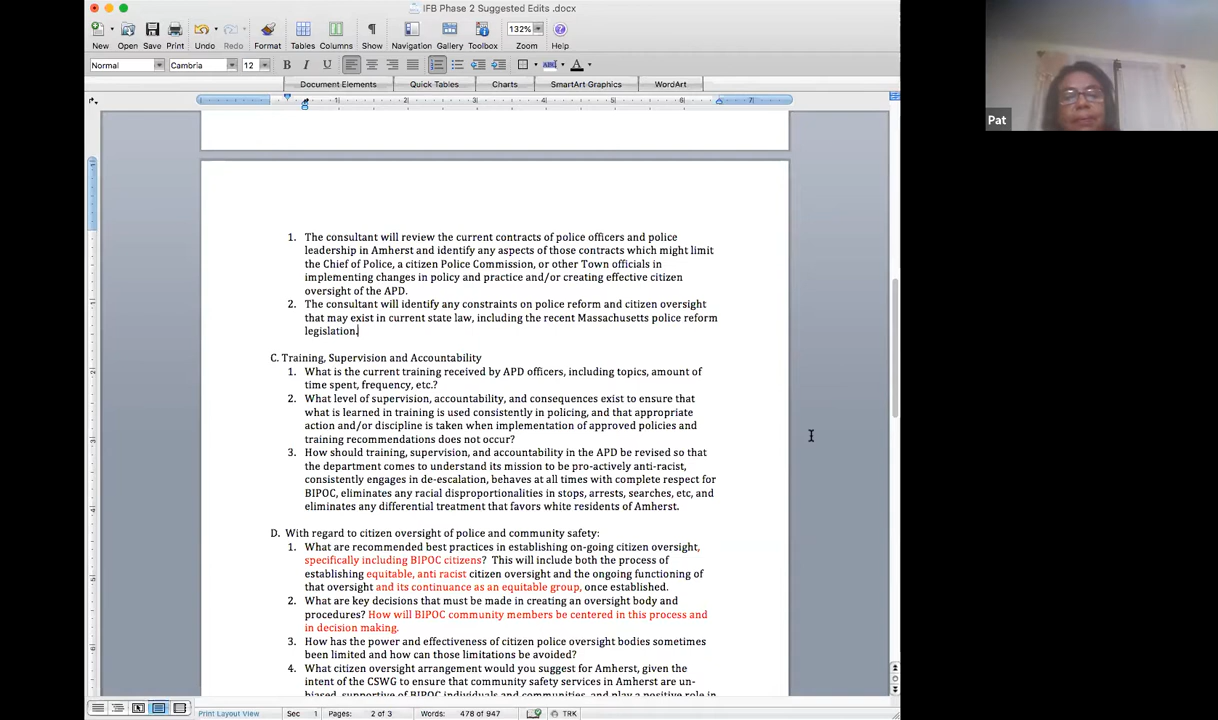 IFB Phase 2 Suggested Edits .docx
132%
New Open Save Print Undo Redo Format Tables Columns Show Navigation Gallery Toolbox Zoom Help
Normal Cambria 12 B I U A
Document Elements Quick Tables Charts SmartArt Graphics WordArt
1 2 3 4 5 6 7
Pat
1. The consultant will review the current contracts of police officers and police
leadership in Amherst and identify any aspects of those contracts which might limit
the Chief of Police, a citizen Police Commission, or other Town officials in
implementing changes in policy and practice and/or creating effective citizen
oversight of the APD.
2. The consultant will identify any constraints on police reform and citizen oversight
that may exist in current state law, including the recent Massachusetts police reform
legislation.
C. Training, Supervision and Accountability
1. What is the current training received by APD officers, including topics, amount of
time spent, frequency, etc.?
2. What level of supervision, accountability, and consequences exist to ensure that
what is learned in training is used consistently in policing, and that appropriate
action and/or discipline is taken when implementation of approved policies and
training recommendations does not occur?
3. How should training, supervision, and accountability in the APD be revised so that
the department comes to understand its mission to be pro-actively anti-racist,
consistently engages in de-escalation, behaves at all times with complete respect for
BIPOC, eliminates any racial disproportionalities in stops, arrests, searches, etc, and
eliminates any differential treatment that favors white residents of Amherst.
D. With regard to citizen oversight of police and community safety:
1. What are recommended best practices in establishing on-going citizen oversight,
specifically including BIPOC citizens? This will include both the process of
establishing equitable, anti racist citizen oversight and the ongoing functioning of
that oversight and its continuance as an equitable group, once established.
2. What are key decisions that must be made in creating an oversight body and
procedures? How will BIPOC community members be centered in this process and
in decision making.
3. How has the power and effectiveness of citizen police oversight bodies sometimes
been limited and how can those limitations be avoided?
4. What citizen oversight arrangement would you suggest for Amherst, given the
intent of the CSWG to ensure that community safety services in Amherst are un-
biased, supportive of BIPOC individuals and communities, and play a positive role in
Print Layout View Sec 1 Pages: 2 of 3 Words: 478 of 947 TRK